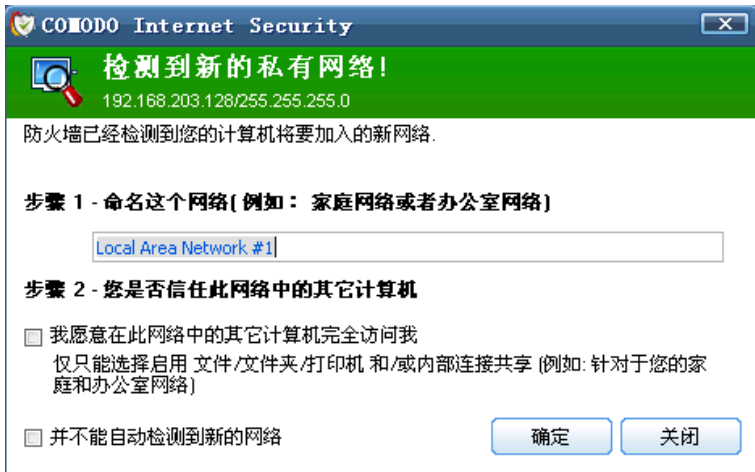 COMODO Internet Security
检测到新的私有网络!
192.168.203.128/255.255.255.0
防火墙已经检测到您的计算机将要加入的新网络.
步骤 1 - 命名这个网络( 例如： 家庭网络或者办公室网络)
Local Area Network #1
步骤 2 - 您是否信任此网络中的其它计算机
我愿意在此网络中的其它计算机完全访问我
仅只能选择启用 文件/文件夹/打印机 和/或内部连接共享 (例如: 针对于您的家
庭和办公室网络)
并不能自动检测到新的网络
确定
关闭